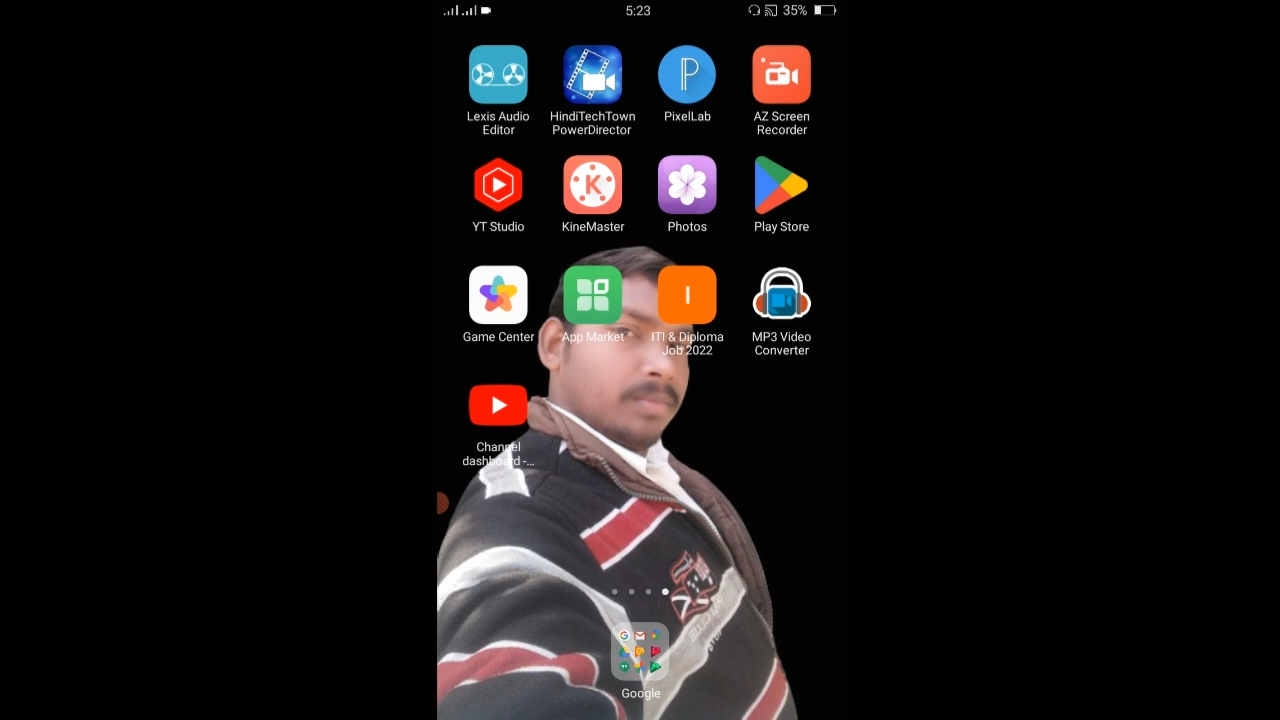 5:23
35%
Lexis Audio
Editor
HindiTechTown
PowerDirector
PixelLab
AZ Screen
Recorder
YT Studio
KineMaster
Photos
Play Store
Game Center
App Market
ITI & Diploma
Job 2022
MP3 Video
Converter
Channel
dashboard -...
Google